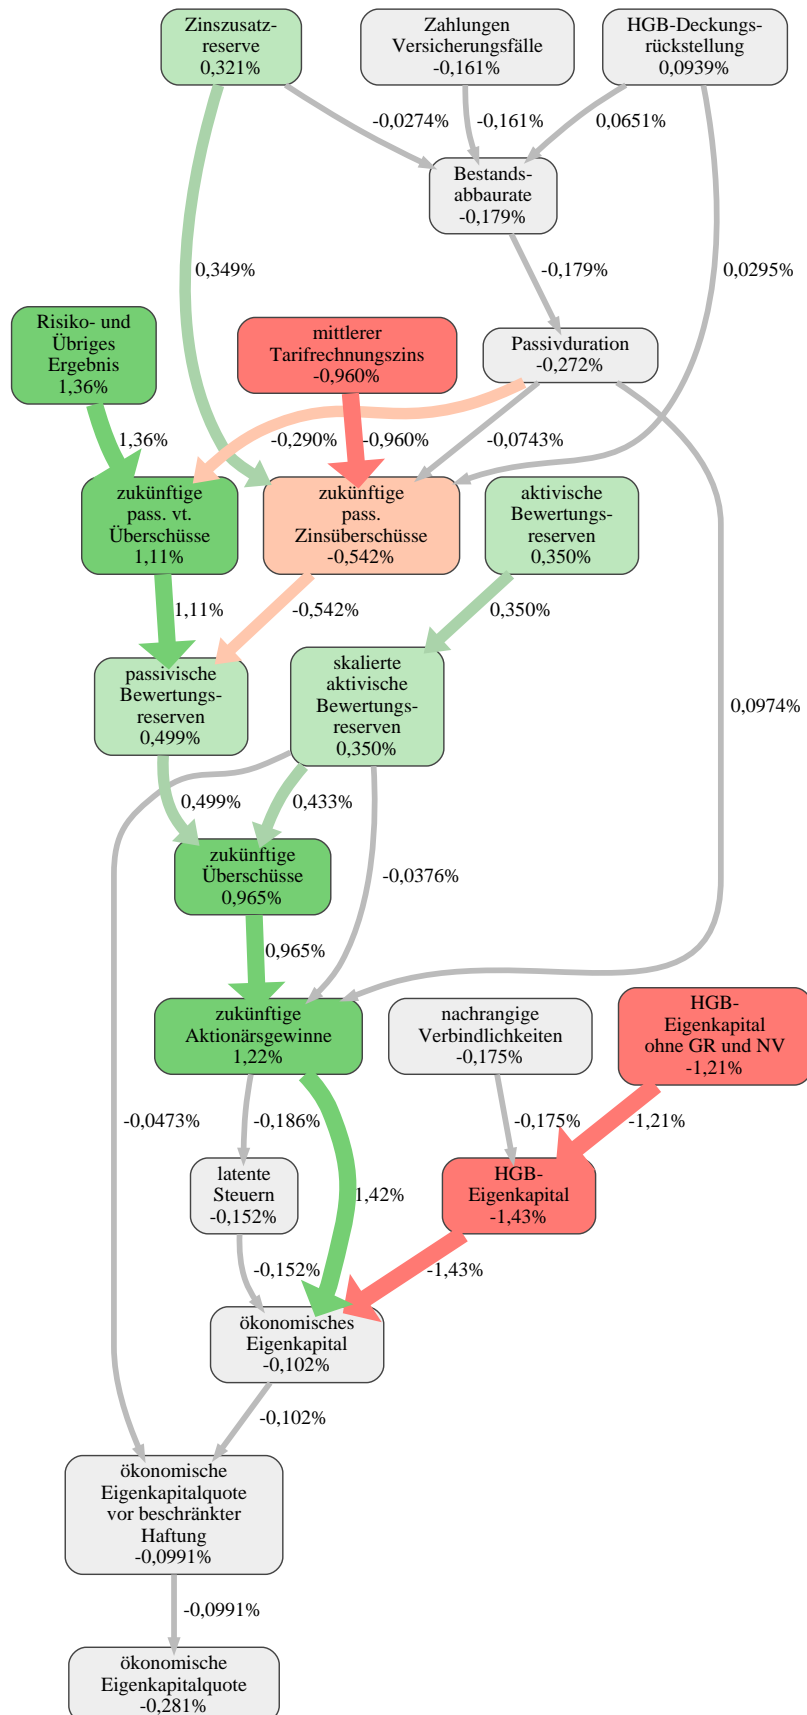 Zinszusatz-
reserve
0,321%
Zahlungen
Versicherungsfälle
-0,161%
HGB-Deckungs-
rückstellung
0,0939%
-0,0274%
-0,161%
0,0651%
Bestands-
abbaurate
-0,179%
0,349%
-0,179%
0,0295%
Risiko- und
Übriges
Ergebnis
1,36%
mittlerer
Tarifrechnungszins
-0,960%
Passivduration
-0,272%
1,36%
-0,290%
-0,960%
-0,0743%
zukünftige
pass. vt.
Überschüsse
1,11%
zukünftige
pass.
Zinsüberschüsse
-0,542%
aktivische
Bewertungs-
reserven
0,350%
1,11%
-0,542%
0,350%
passivische
Bewertungs-
reserven
0,499%
skalierte
aktivische
Bewertungs-
reserven
0,350%
0,0974%
0,499%
0,433%
zukünftige
Überschüsse
0,965%
-0,0376%
0,965%
zukünftige
Aktionärsgewinne
1,22%
nachrangige
Verbindlichkeiten
-0,175%
HGB-
Eigenkapital
ohne GR und NV
-1,21%
-0,0473%
-0,186%
-0,175%
-1,21%
latente
Steuern
-0,152%
1,42%
HGB-
Eigenkapital
-1,43%
-0,152%
-1,43%
ökonomisches
Eigenkapital
-0,102%
-0,102%
ökonomische
Eigenkapitalquote
vor beschränkter
Haftung
-0,0991%
-0,0991%
ökonomische
Eigenkapitalquote
-0,281%